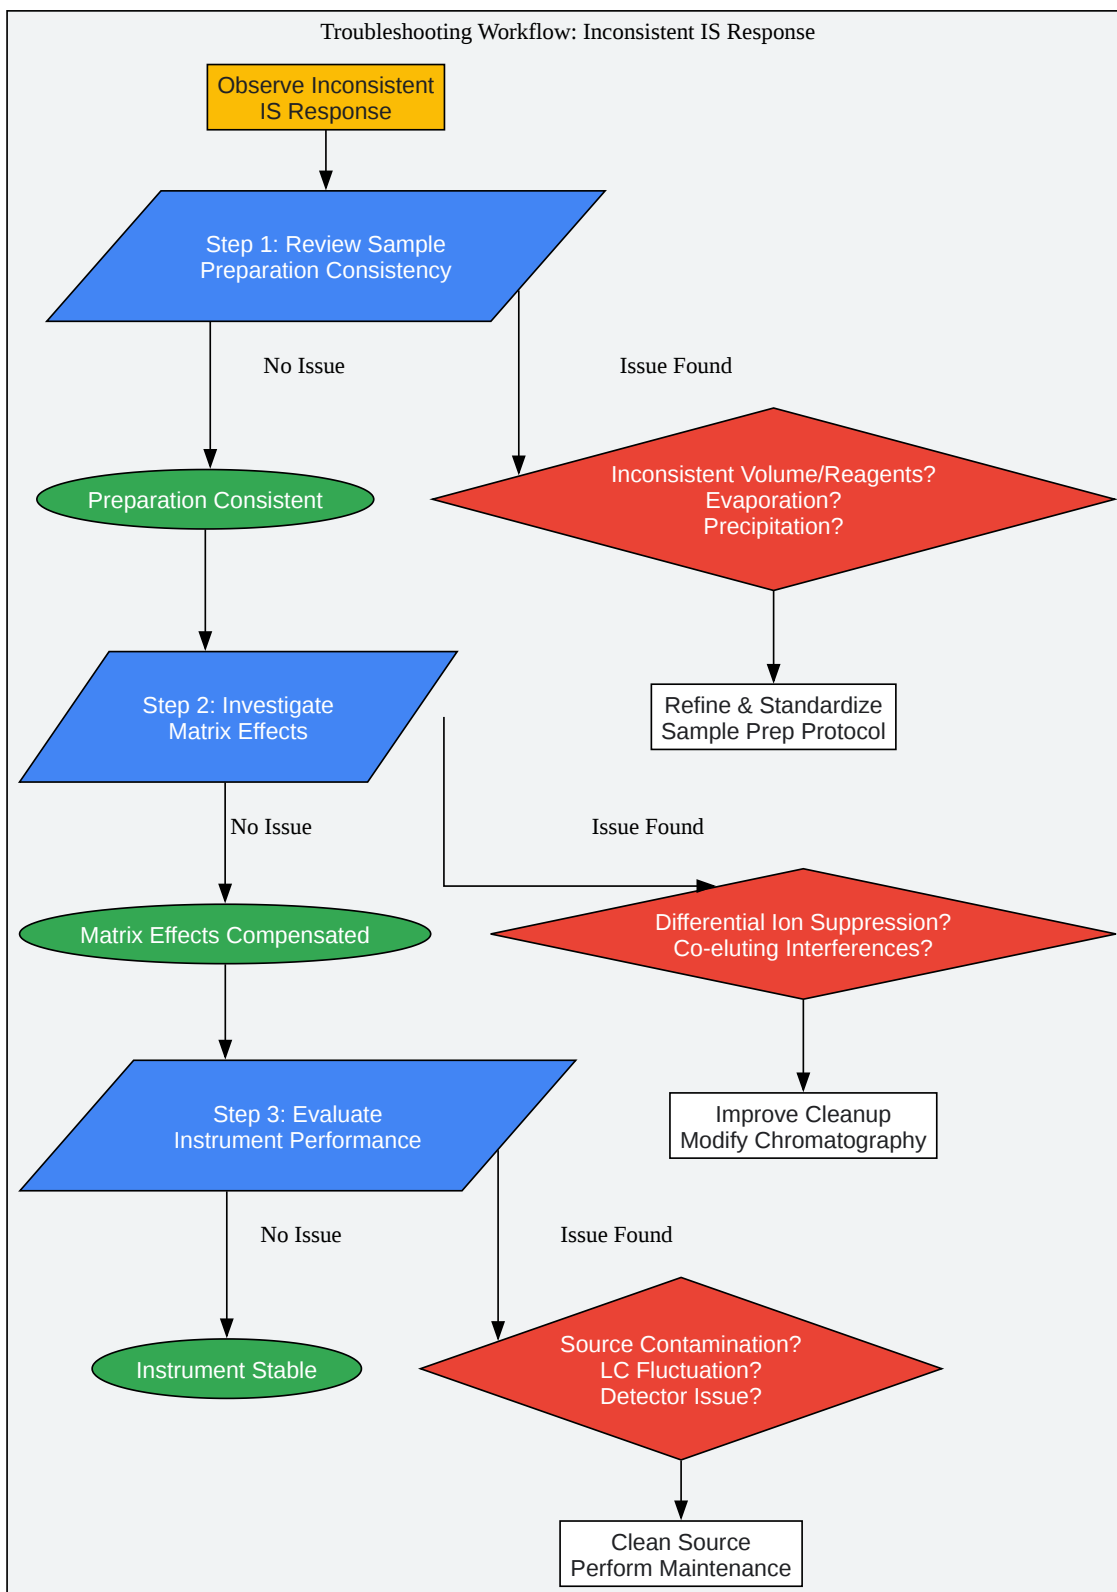 Troubleshooting Workflow: Inconsistent IS Response
Observe Inconsistent
IS Response
Step 1: Review Sample
Preparation Consistency
No Issue
Issue Found
Preparation Consistent
Inconsistent Volume/Reagents?
Evaporation?
Precipitation?
Refine & Standardize
Sample Prep Protocol
Step 2: Investigate
Matrix Effects
No Issue
Issue Found
Matrix Effects Compensated
Differential Ion Suppression?
Co-eluting Interferences?
Improve Cleanup
Modify Chromatography
Step 3: Evaluate
Instrument Performance
No Issue
Issue Found
Instrument Stable
Source Contamination?
LC Fluctuation?
Detector Issue?
Clean Source
Perform Maintenance